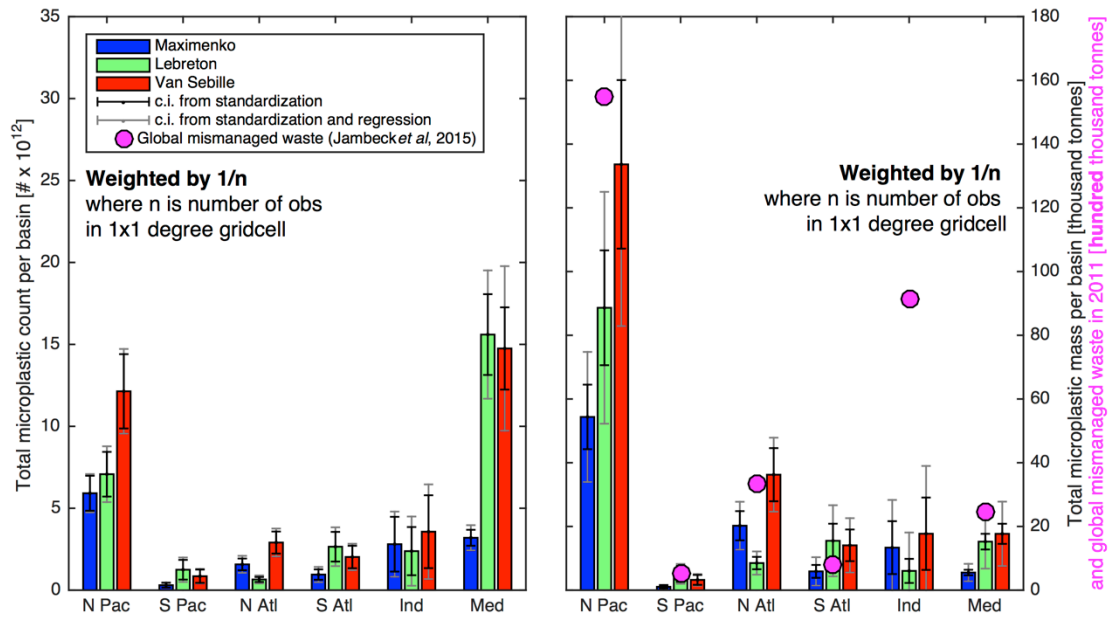 35
30
25
20
15
10
5
0
Total microplastic count per basin [# x 10¹²]
Maximenko
Lebreton
Van Sebille
c.i. from standardization
c.i. from standardization and regression
Global mismanaged waste (Jambecket al, 2015)
Weighted by 1/n
where n is number of obs
in 1x1 degree gridcell
N Pac S Pac N Atl S Atl Ind Med
Weighted by 1/n
where n is number of obs
in 1x1 degree gridcell
N Pac S Pac N Atl S Atl Ind Med
180
160
140
120
100
80
60
40
20
0
Total microplastic mass per basin [thousand tonnes]
and global mismanaged waste in 2011 [hundred thousand tonnes]